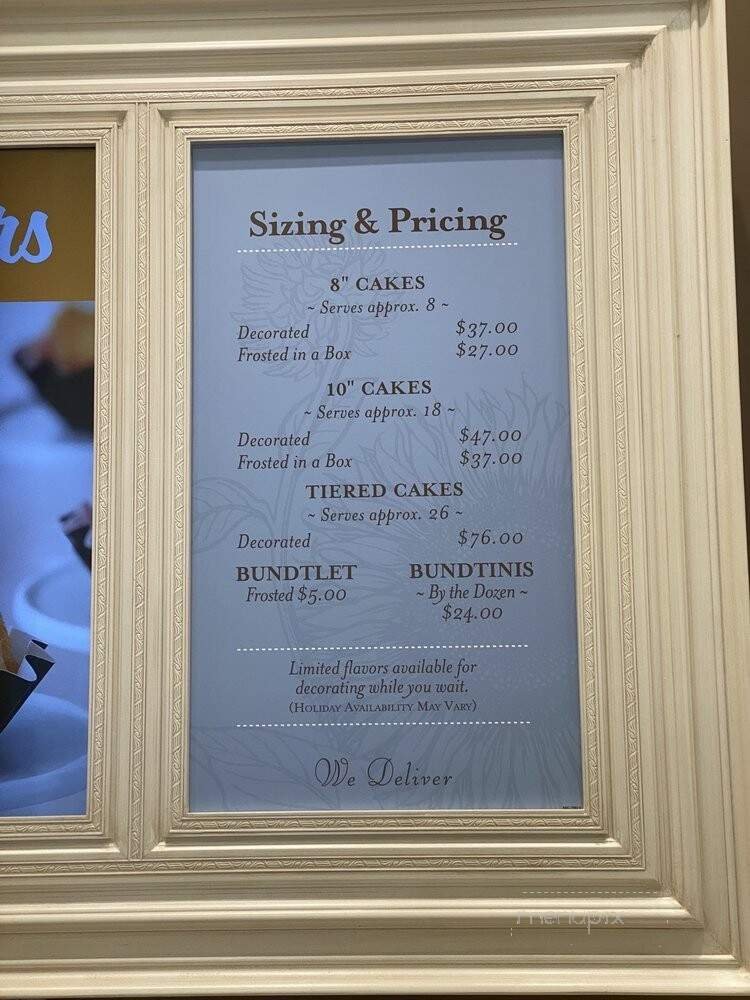 rs
Sizing & Pricing
8" CAKES
~ Serves approx. 8 ~
Decorated $37.00
Frosted in a Box $27.00
10" CAKES
~ Serves approx. 18 ~
Decorated $47.00
Frosted in a Box $37.00
TIERED CAKES
~ Serves approx. 26 ~
Decorated $76.00
BUNDTLET BUNDTINIS
Frosted $5.00 ~ By the Dozen ~
$24.00
Limited flavors available for
decorating while you wait.
(HOLIDAY AVAILABILITY MAY VARY)
We Deliver
menupix